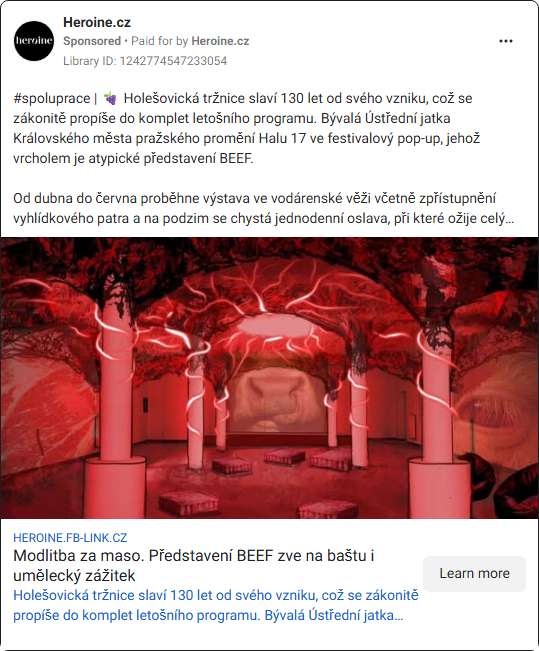 heroine
Heroine.cz
Sponsored • Paid for by Heroine.cz
Library ID: 1242774547233054
#spoluprace | 🍇 Holešovická tržnice slaví 130 let od svého vzniku, což se
zákonitě propíše do komplet letošního programu. Bývalá Ústřední jatka
Královského města pražského promění Halu 17 ve festivalový pop-up, jehož
vrcholem je atypické představení BEEF.
Od dubna do června proběhne výstava ve vodárenské věži včetně zpřístupnění
vyhlídkového patra a na podzim se chystá jednodenní oslava, při které ožije celý…
HEROINE.FB-LINK.CZ
Modlitba za maso. Představení BEEF zve na baštu i
umělecký zážitek
Learn more
Holešovická tržnice slaví 130 let od svého vzniku, což se zákonitě
propíše do komplet letošního programu. Bývalá Ústřední jatka…